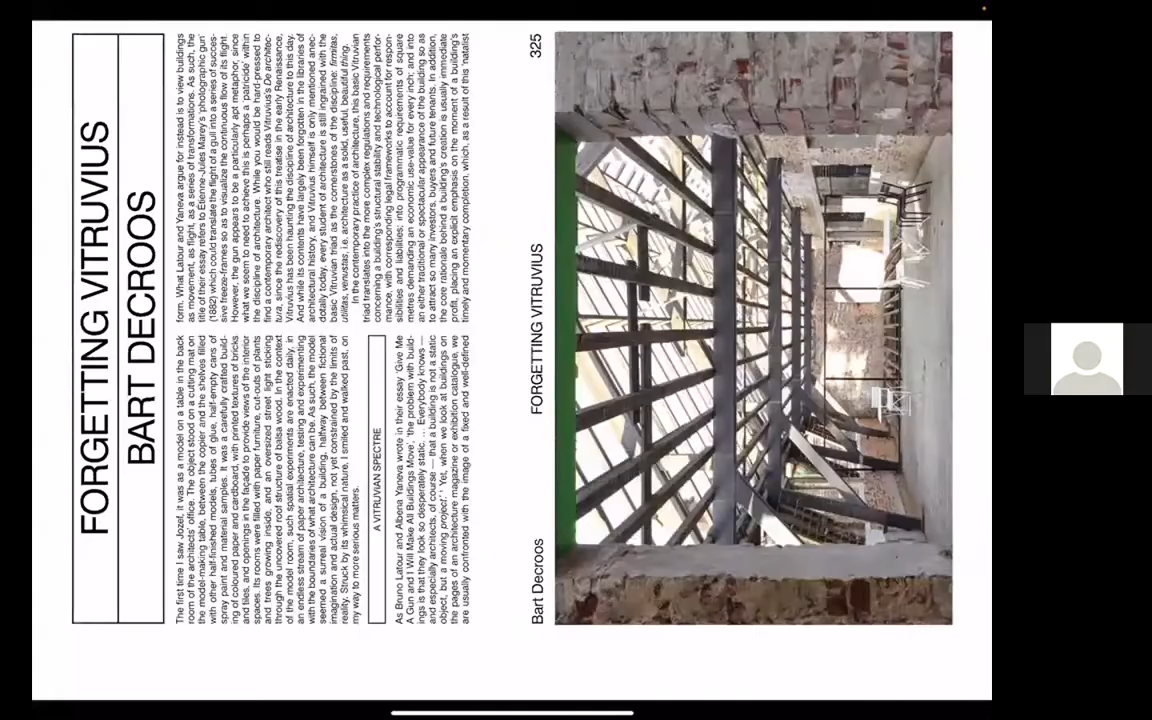 FORGETTING VITRUVIUS
BART DECROOS
The first time I saw Jozef, it was as a model on a table in the back
room of the architects' office. The object stood on a cutting mat on
the model-making table, between the copier and the shelves filled
with other half-finished models, tubes of glue, half-empty cans of
spray paint and material samples. It was a carefully crafted build-
ing of coloured paper and cardboard, with printed textures of bricks
and tiles, and openings in the façade to provide views of the interior
spaces. Its rooms were filled with paper furniture, cut-outs of plants
and trees growing inside, and an oversized street light sticking
through the uncovered roof structure of balsa wood. In the context
of the model room, such spatial experiments are enacted daily, in
an endless stream of paper architecture, testing and experimenting
with the boundaries of what architecture can be. As such, the model
seemed a surreal vision of a building, halfway between fictional
imagination and actual design, not yet constrained by the limits of
reality. Struck by its whimsical nature, I smiled and walked past, on
my way to more serious matters.
A VITRUVIAN SPECTRE
As Bruno Latour and Albena Yaneva wrote in their essay 'Give Me
A Gun and I Will Make All Buildings Move', 'the problem with build-
ings is that they look so desperately static. ... Everybody knows —
and especially architects, of course — that a building is not a static
object, but a moving project.' Yet, when we look at buildings on
the pages of an architecture magazine or exhibition catalogue, we
are usually confronted with the image of a fixed and well-defined
form. What Latour and Yaneva argue for instead is to view buildings
as movement, as flight, as a series of transformations. As such, the
title of their essay refers to Etienne-Jules Marey's 'photographic gun'
(1882) which could translate the flight of a gull into a series of succes-
sive freeze-frames so as to visualize the continuous flow of its flight.
However, the gun appears to be a particularly apt metaphor, since
what we seem to need to achieve this is perhaps a 'patricide' within
the discipline of architecture. While you would be hard-pressed to
find a contemporary architect who still reads Vitruvius's De architec-
tura, since the rediscovery of this treatise in the early Renaissance,
Vitruvius has been haunting the discipline of architecture to this day.
And while its contents have largely been forgotten in the libraries of
architectural history, and Vitruvius himself is only mentioned anec-
dotally today, every student of architecture is still ingrained with the
basic Vitruvian triad as the cornerstones of the discipline: firmitas,
utilitas, venustas, i.e. architecture as a solid, useful, beautiful thing.
In the contemporary practice of architecture, this basic Vitruvian
triad translates into the more complex regulations and requirements
concerning a building's structural stability and technological perfor-
mance, with corresponding legal frameworks to account for respon-
sibilities and liabilities; into programmatic requirements of square
metres demanding an economic use-value for every inch; and into
an either traditional or spectacular appearance of the building so as
to attract so many investors, buyers and future tenants. In addition,
the core rationale behind a building's creation is usually immediate
profit, placing an explicit emphasis on the moment of a building's
timely and momentary completion, which, as a result of this 'natalist
Bart Decroos
FORGETTING VITRUVIUS
325